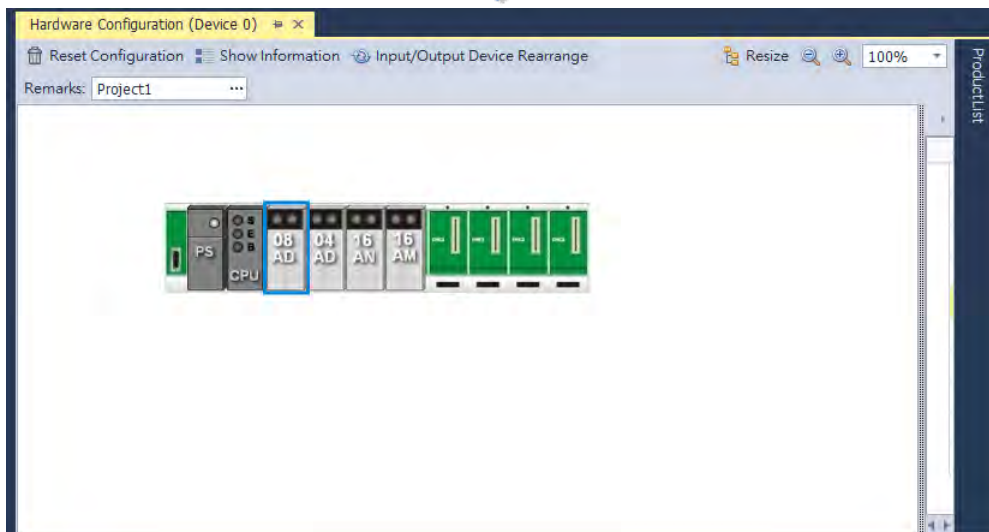 Hardware Configuration (Device 0)
Reset Configuration Show Information Input/Output Device Rearrange Resize 100%
Remarks: Project1 ...
ProductList
PS
S
E
B
CPU
08
AD
04
AD
16
AN
16
AM